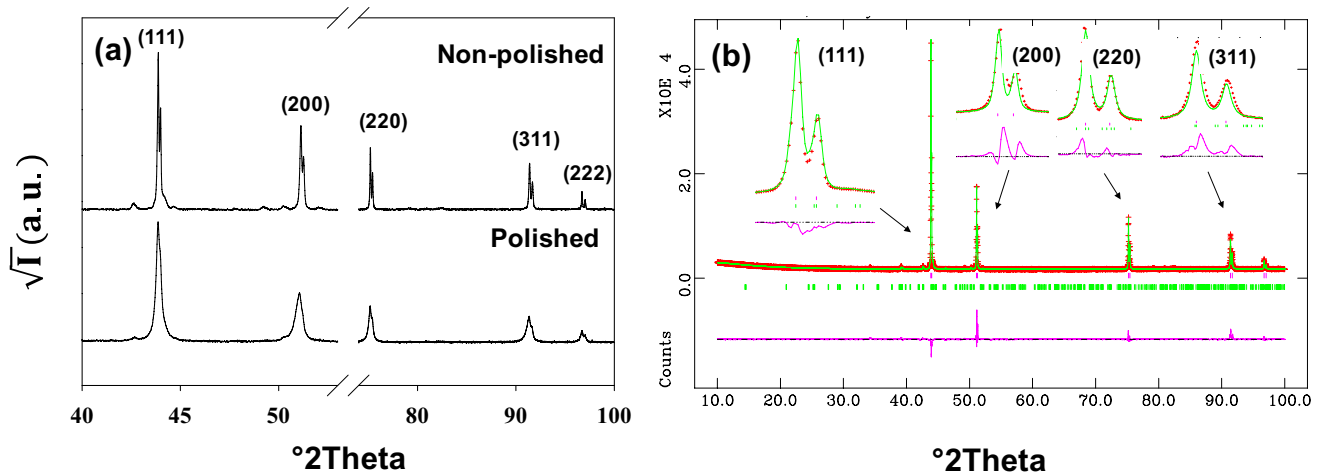 (a)
(111)
Non-polished
(200)
(220)
(311)
(222)
Polished
√I (a.u.)
40 45 50 80 90 100
°2Theta
(b)
(111)
(200)
(220)
(311)
X10E 4
4.0
2.0
0.0
Counts
10.0 20.0 30.0 40.0 50.0 60.0 70.0 80.0 90.0 100.0
°2Theta